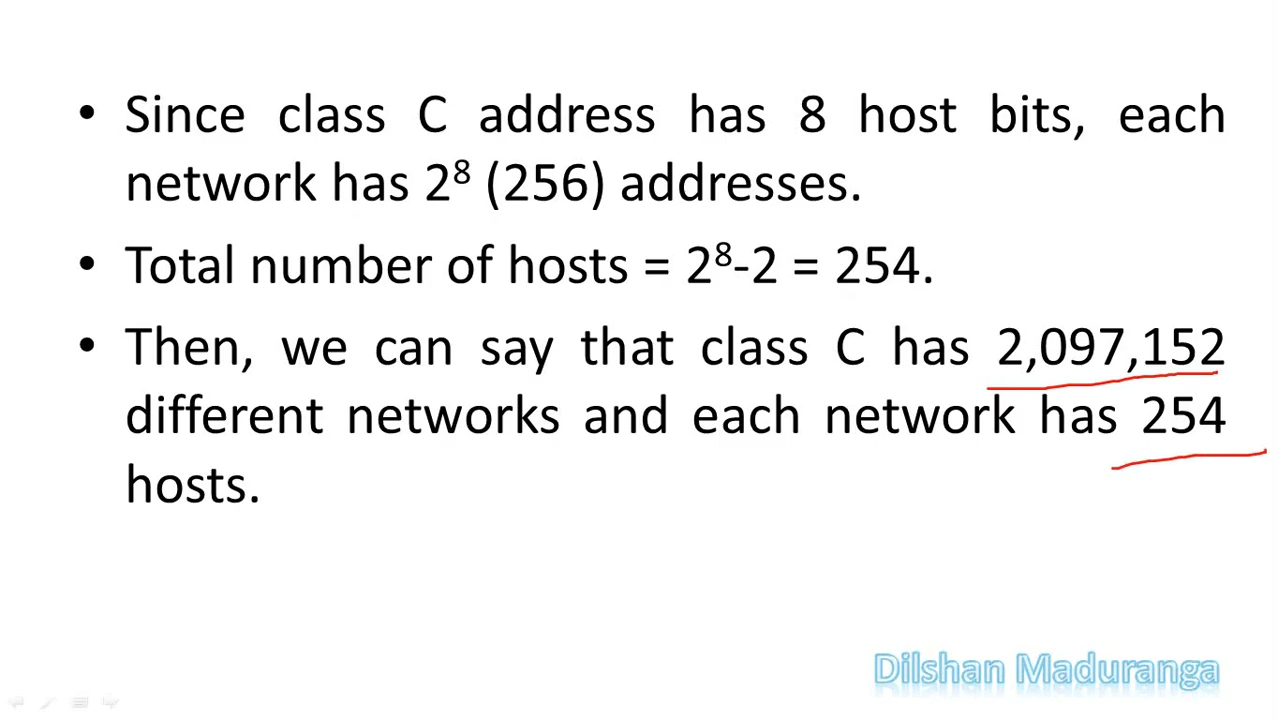 • Since class C address has 8 host bits, each
network has 2⁸ (256) addresses.
• Total number of hosts = 2⁸-2 = 254.
• Then, we can say that class C has 2,097,152
different networks and each network has 254
hosts.
Dilshan Maduranga